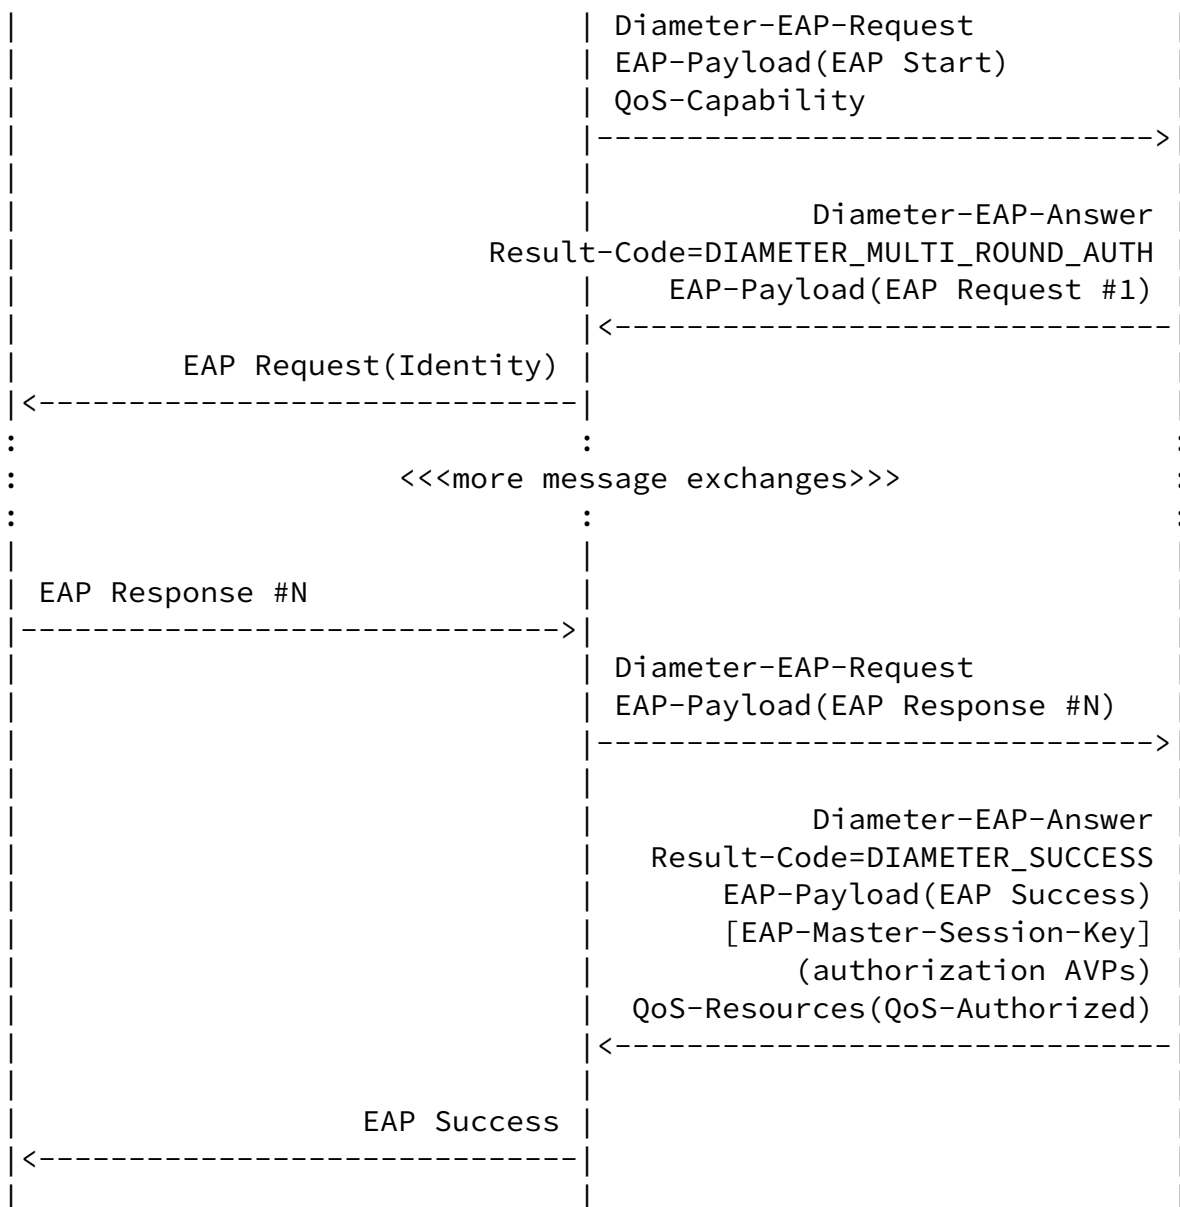 Diameter-EAP-Request
EAP-Payload(EAP Start)
QoS-Capability
Diameter-EAP-Answer
Result-Code=DIAMETER_MULTI_ROUND_AUTH
EAP-Payload(EAP Request #1)
EAP Request(Identity)
<<<more message exchanges>>>
EAP Response #N
Diameter-EAP-Request
EAP-Payload(EAP Response #N)
Diameter-EAP-Answer
Result-Code=DIAMETER_SUCCESS
EAP-Payload(EAP Success)
[EAP-Master-Session-Key]
(authorization AVPs)
QoS-Resources(QoS-Authorized)
EAP Success